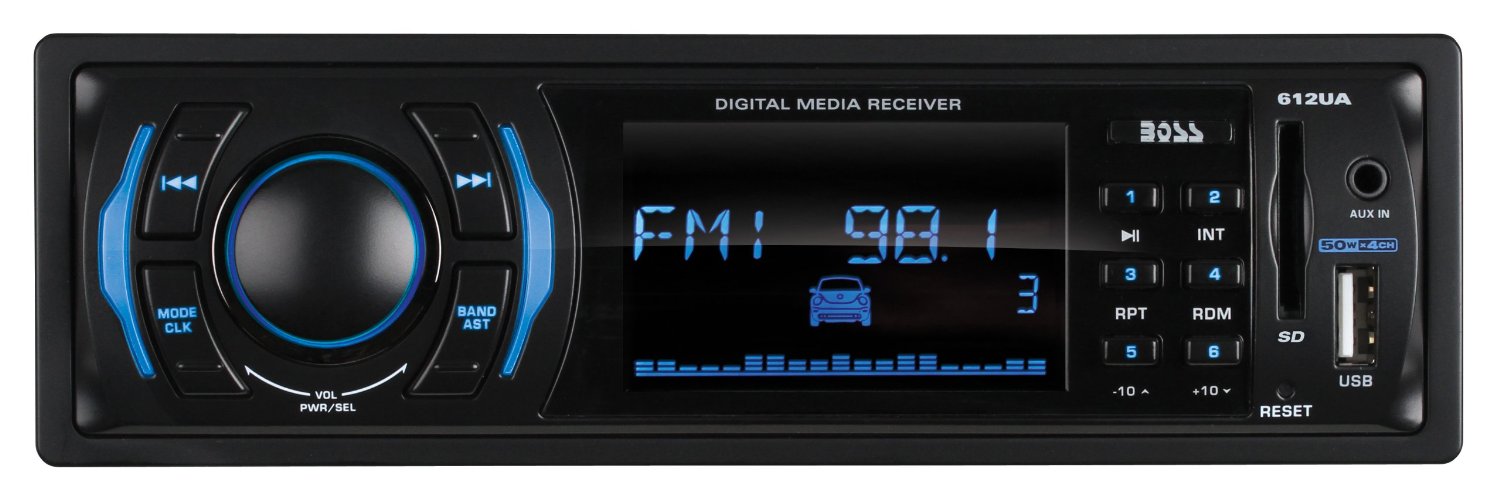 DIGITAL MEDIA RECEIVER
612UA
BOSS
MODE
CLK
BAND
AST
VOL
PWR/SEL
FM1 98.1
3
1 2
INT
3 4
RPT RDM
5 6
-10 +10
SD
AUX IN
50W×4CH
USB
RESET